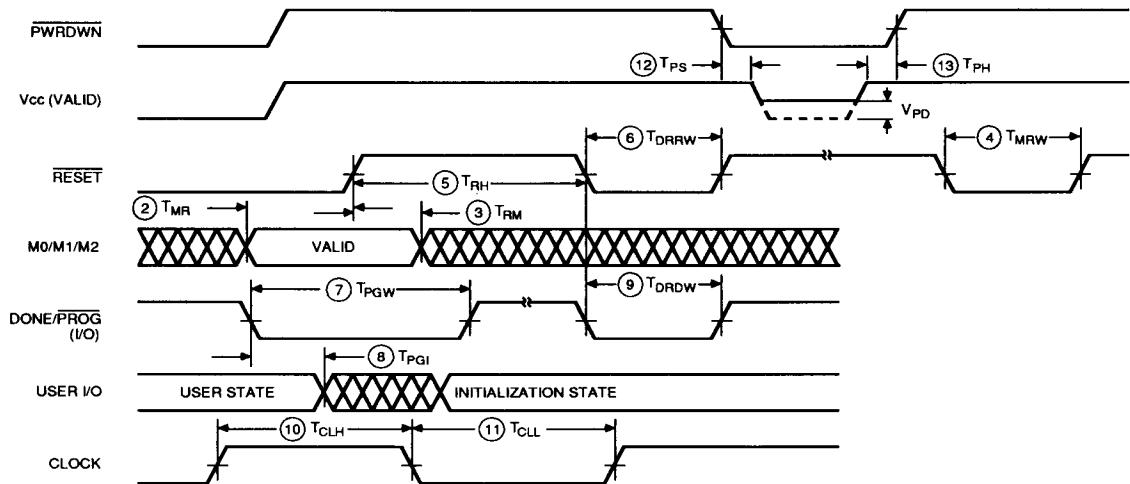 PWRDWN
12 TPS
13 TPH
Vcc (VALID)
VPD
6 TDRRW
4 TMRW
RESET
5 TRH
2 TMR
3 TRM
M0/M1/M2
VALID
7 TPGW
9 TDRDW
DONE/PROG
(I/O)
8 TPGI
USER I/O
USER STATE
INITIALIZATION STATE
10 TCLH
11 TCLL
CLOCK